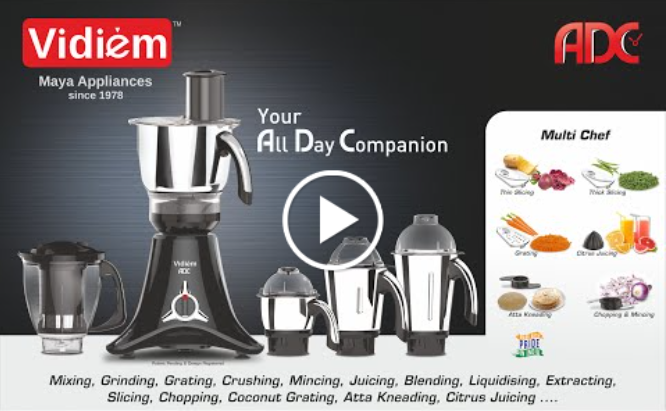 Vidiem™
Maya Appliances
since 1978
ADC
Your
All Day Companion
Multi Chef
Thin Slicing
Thick Slicing
Grating
Citrus Juicing
Atta Kneading
Chopping & Mincing
Vidiem
ADC
PRIDE
Mixing, Grinding, Grating, Crushing, Mincing, Juicing, Blending, Liquidising, Extracting,
Slicing, Chopping, Coconut Grating, Atta Kneading, Citrus Juicing ....